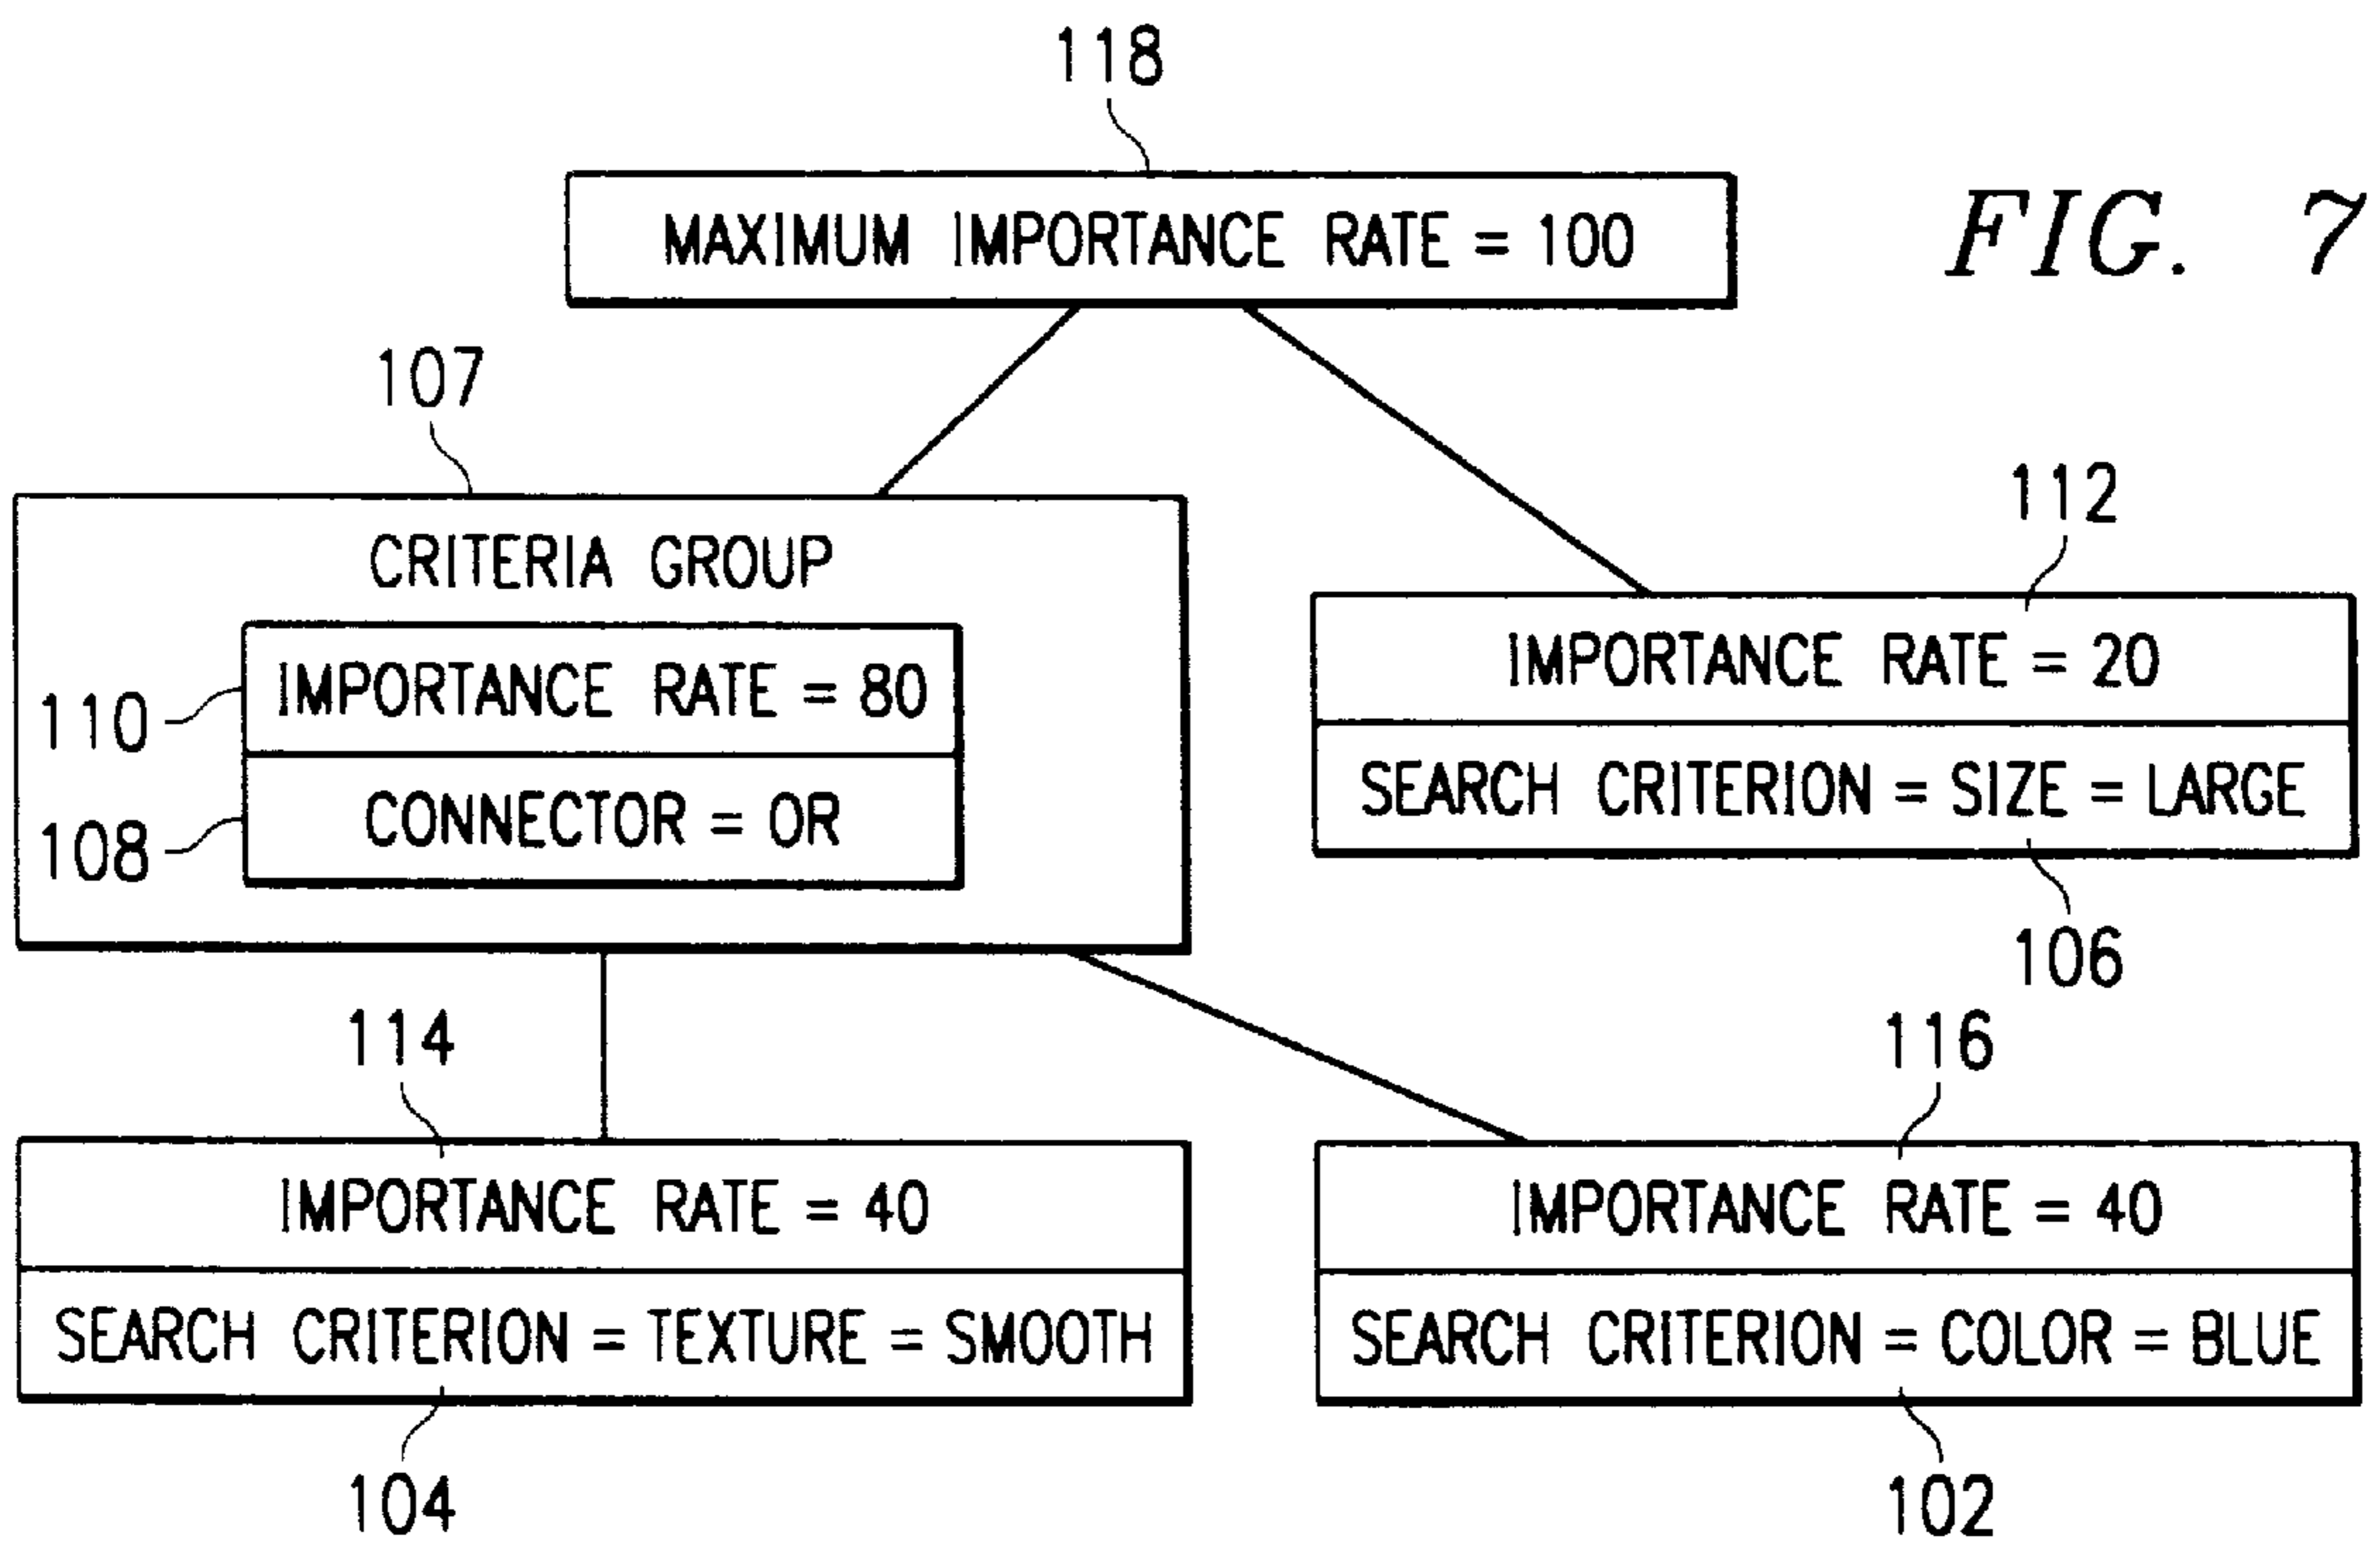 118
MAXIMUM IMPORTANCE RATE = 100
FIG. 7
107
CRITERIA GROUP
110
IMPORTANCE RATE = 80
108
CONNECTOR = OR
112
IMPORTANCE RATE = 20
SEARCH CRITERION = SIZE = LARGE
106
114
IMPORTANCE RATE = 40
SEARCH CRITERION = TEXTURE = SMOOTH
104
116
IMPORTANCE RATE = 40
SEARCH CRITERION = COLOR = BLUE
102